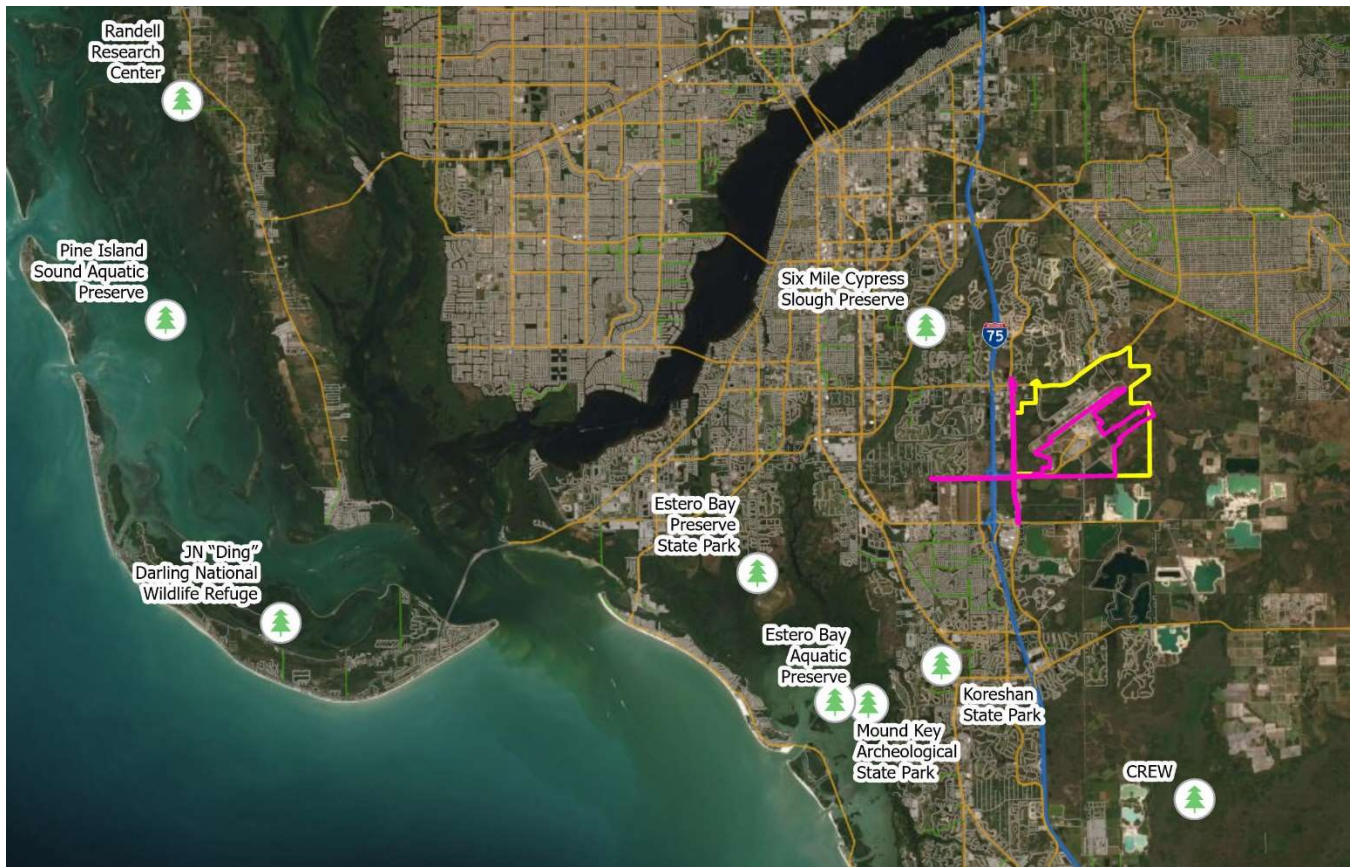 Randell
Research
Center
Pine Island
Sound Aquatic
Preserve
Six Mile Cypress
Slough Preserve
75
Estero Bay
Preserve
State Park
JN “Ding”
Darling National
Wildlife Refuge
Estero Bay
Aquatic
Preserve
Koreshan
State Park
Mound Key
Archeological
State Park
CREW